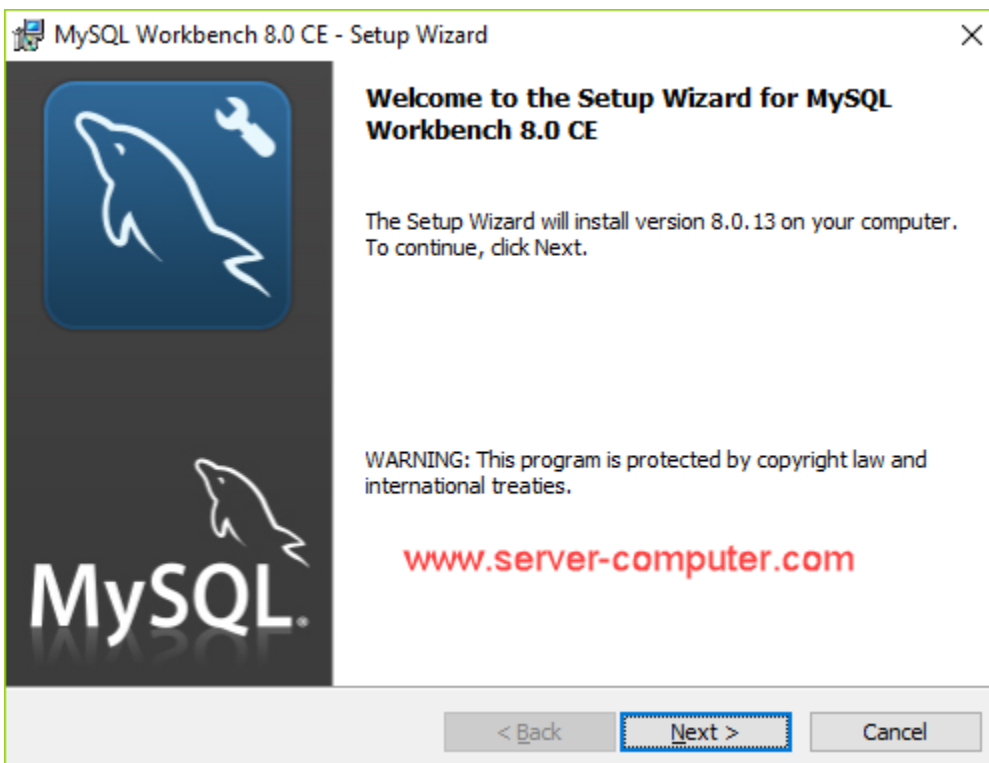 MySQL Workbench 8.0 CE - Setup Wizard
Welcome to the Setup Wizard for MySQL
Workbench 8.0 CE
The Setup Wizard will install version 8.0.13 on your computer.
To continue, click Next.
WARNING: This program is protected by copyright law and
international treaties.
www.server-computer.com
MySQL®
< Back Next > Cancel